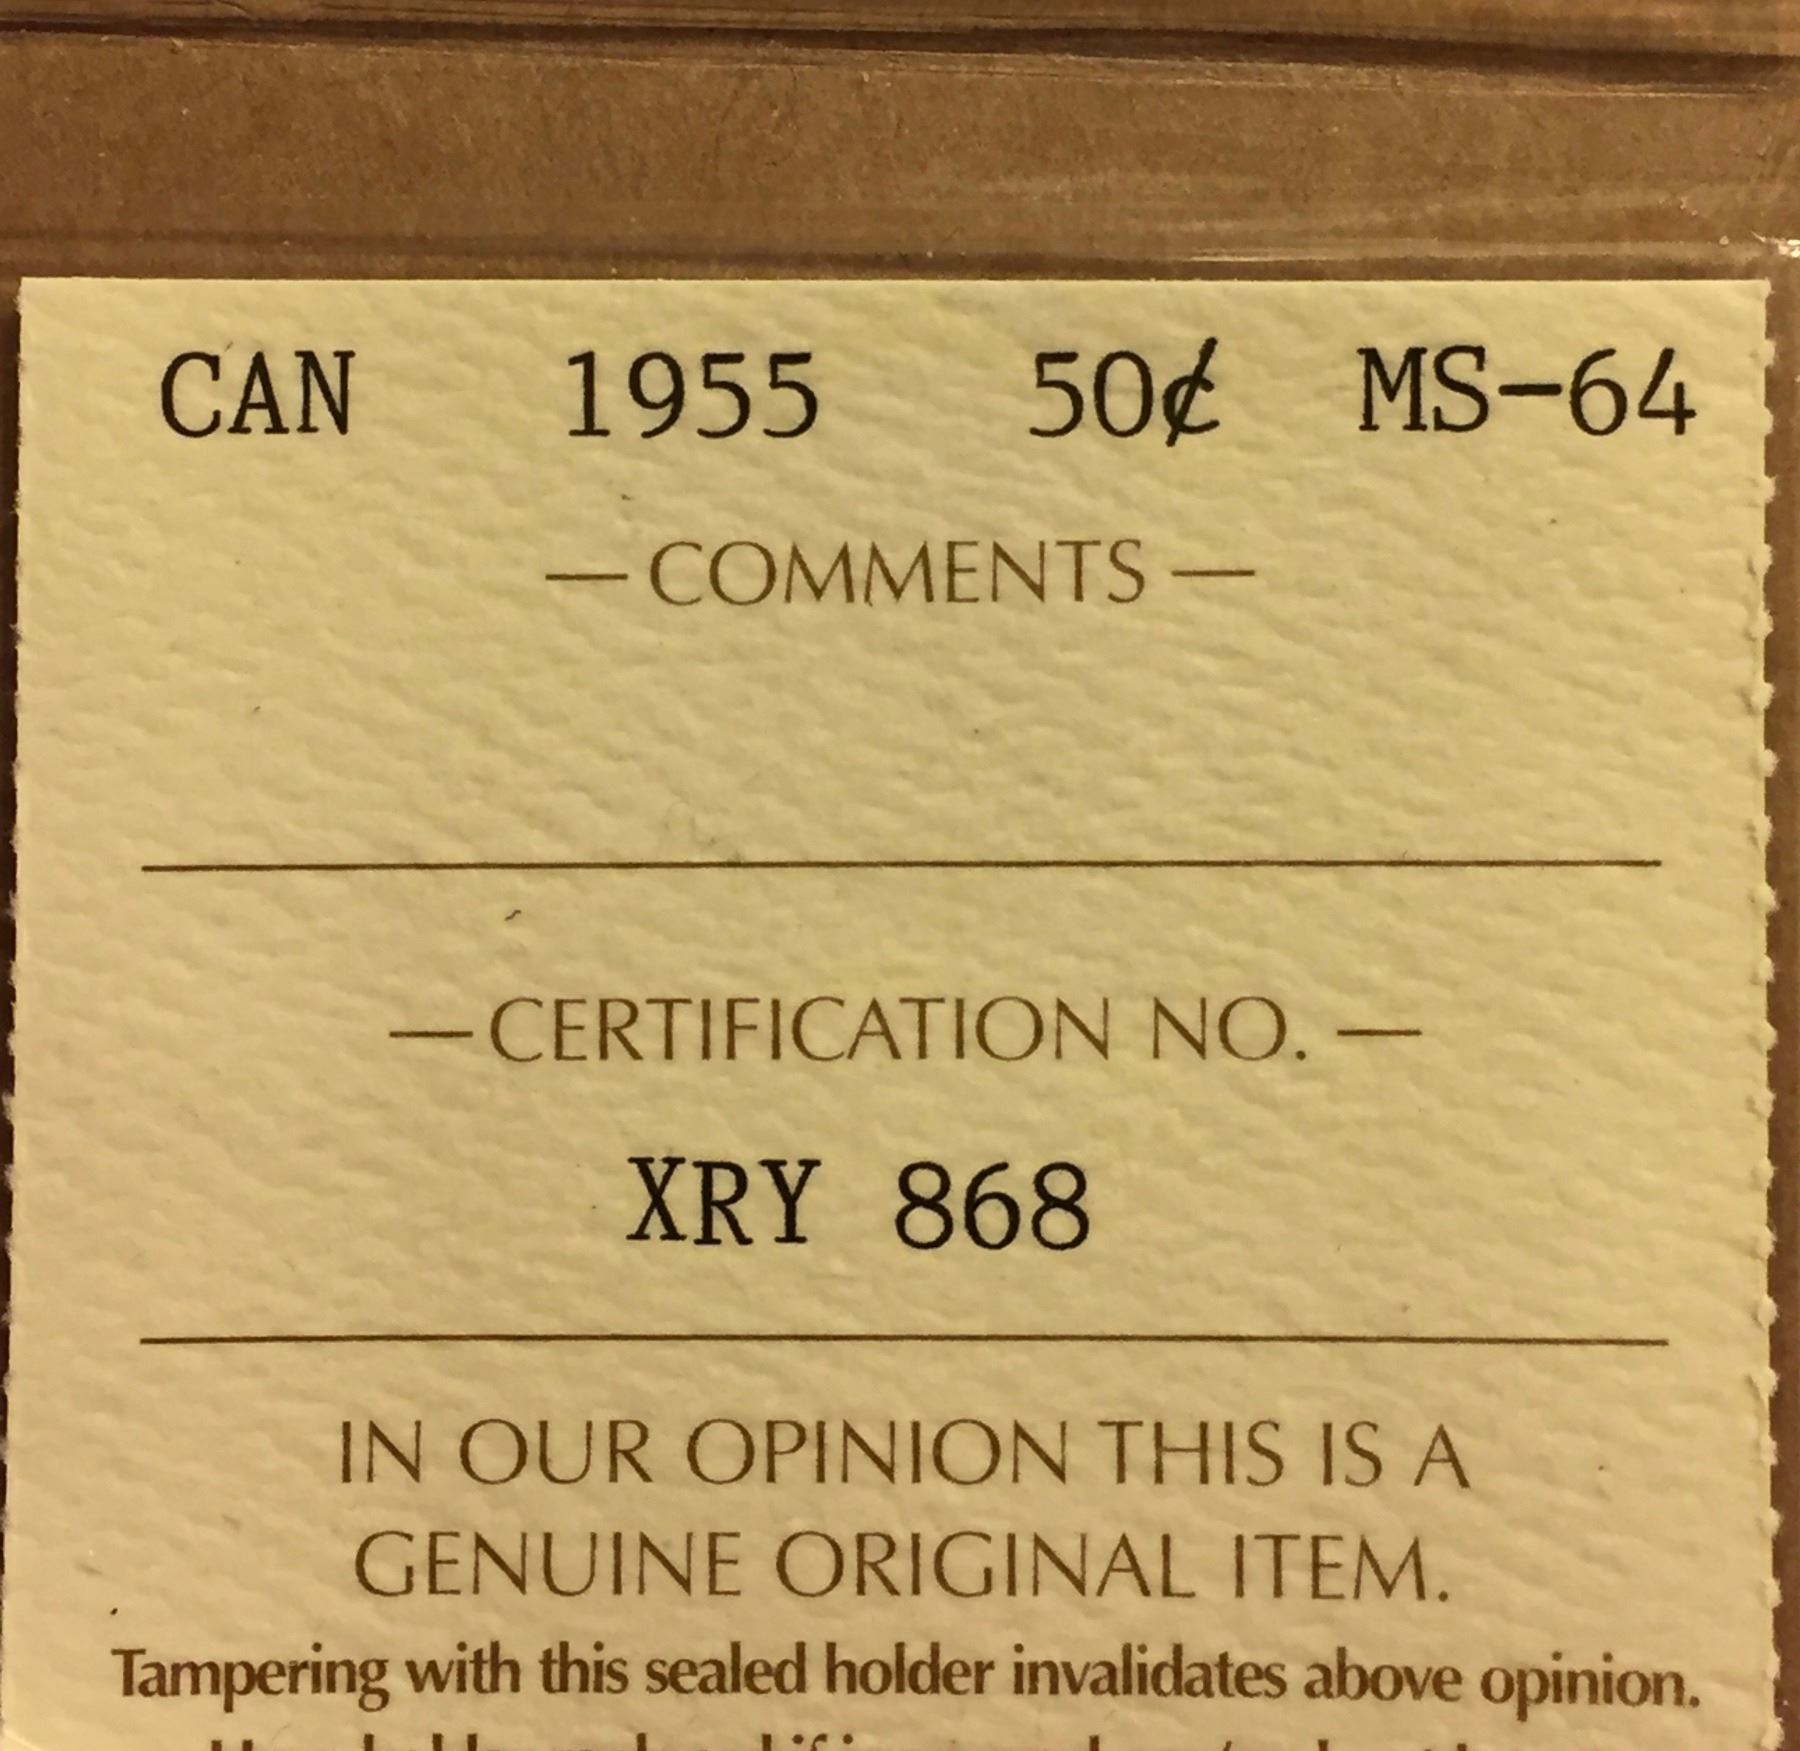 CAN 1955 50¢ MS-64
— COMMENTS —
— CERTIFICATION NO. —
XRY 868
IN OUR OPINION THIS IS A
GENUINE ORIGINAL ITEM.
Tampering with this sealed holder invalidates above opinion.